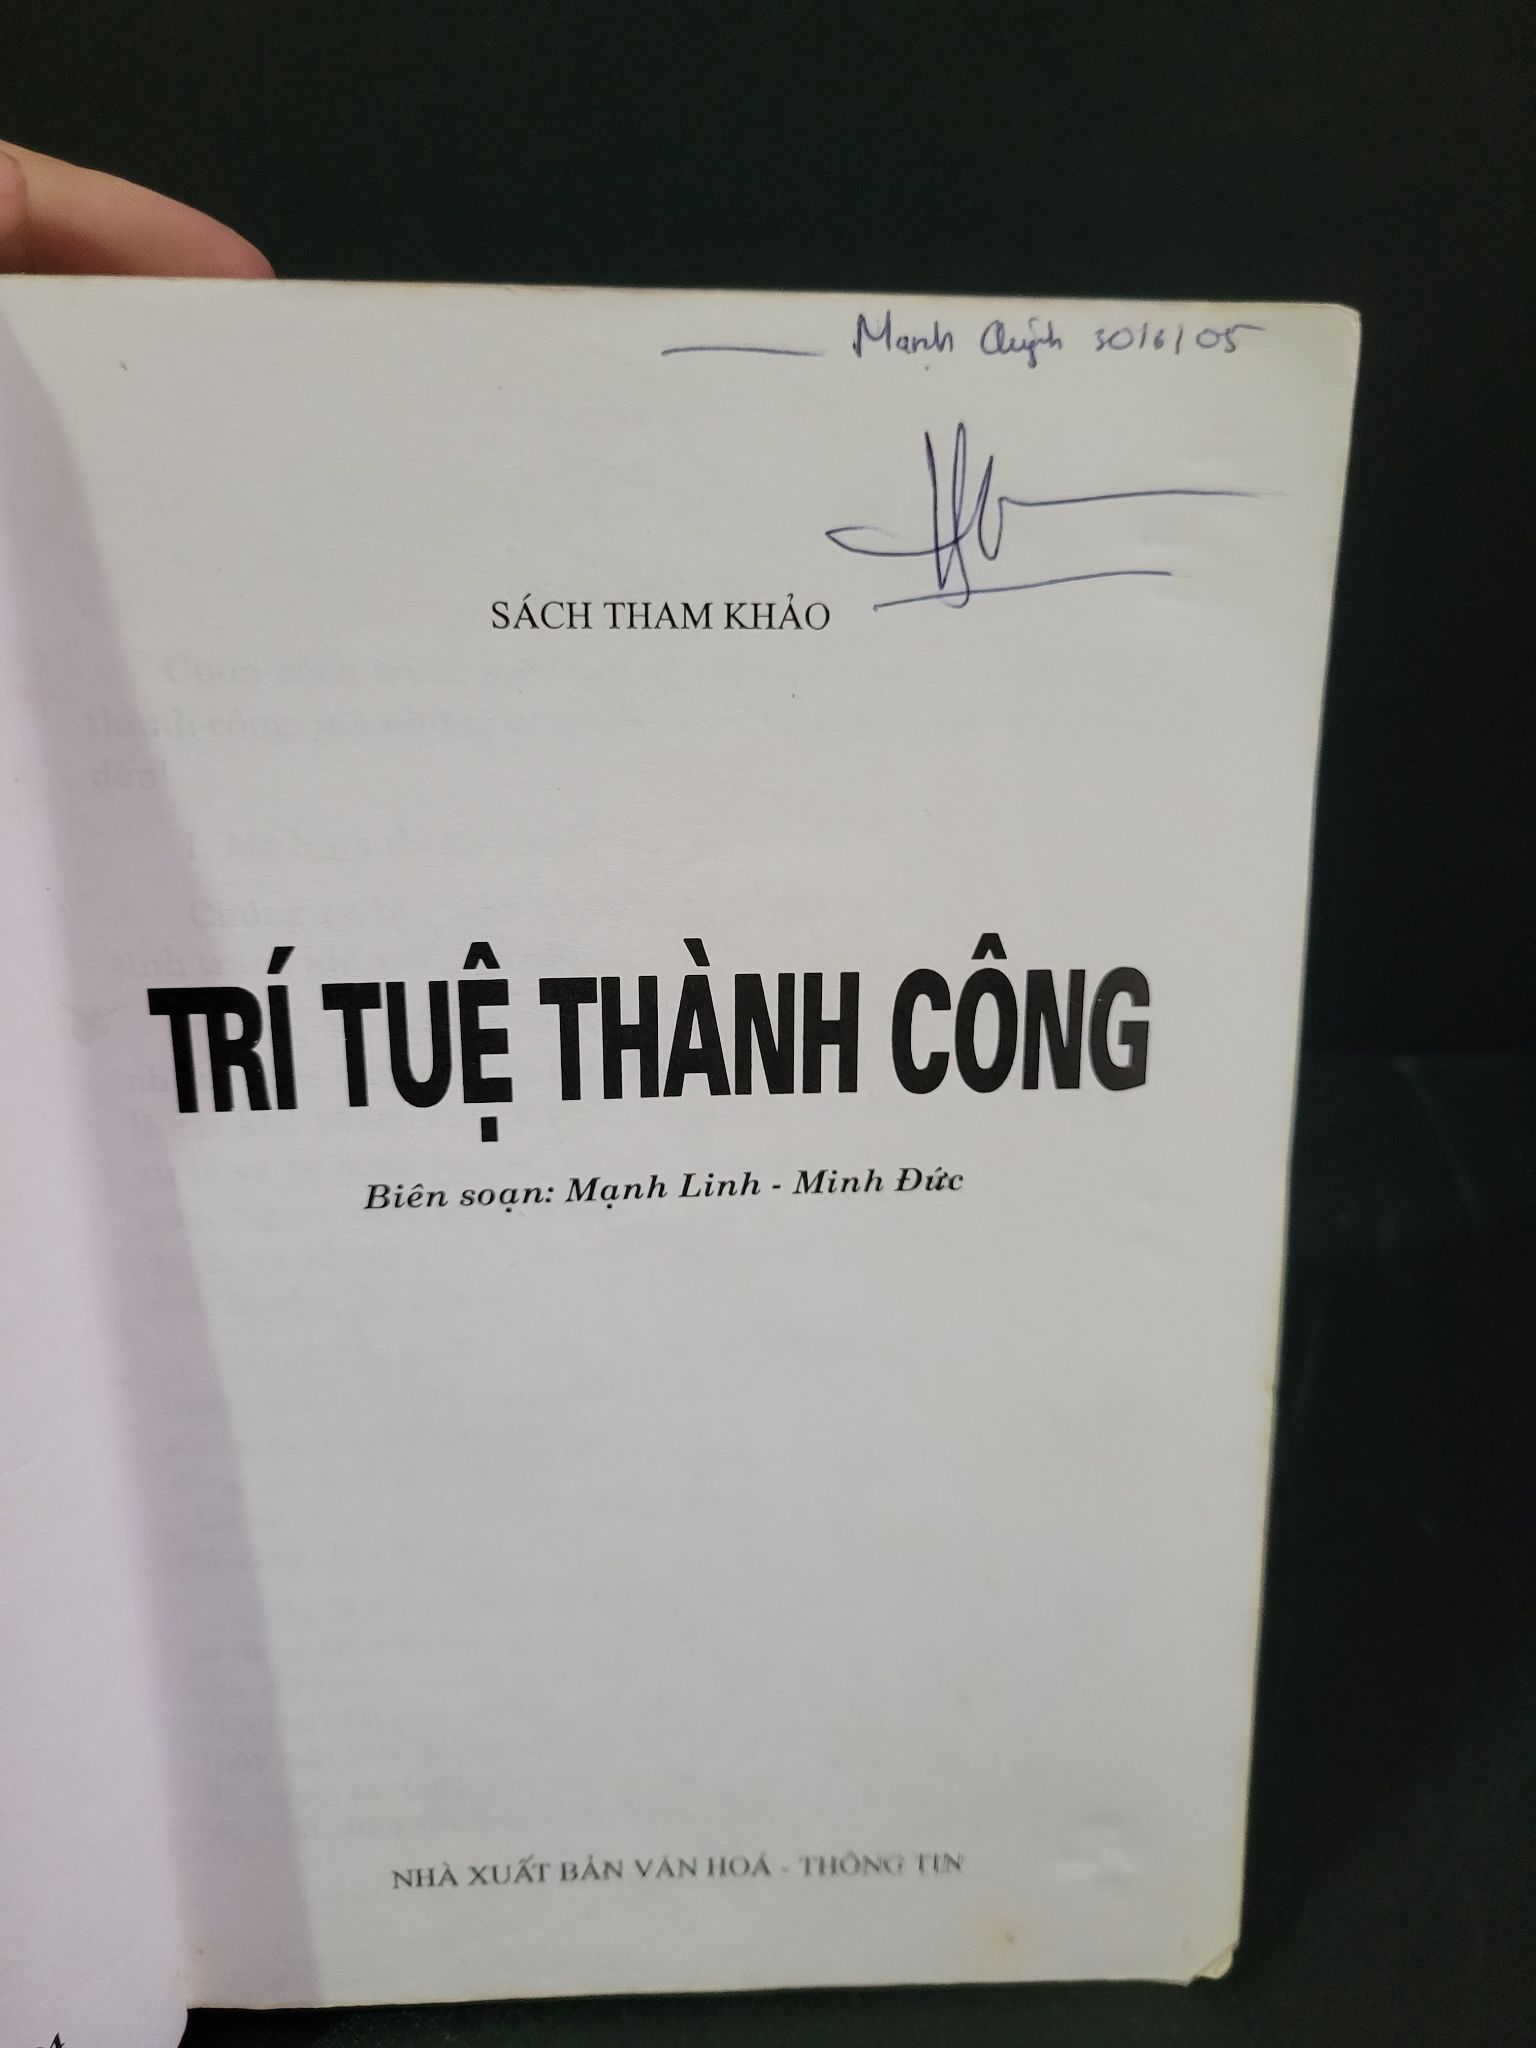 Mạnh Quỳnh 30/6/05
SÁCH THAM KHẢO
TRÍ TUỆ THÀNH CÔNG
Biên soạn: Mạnh Linh - Minh Đức
NHÀ XUẤT BẢN VĂN HOÁ - THÔNG TIN